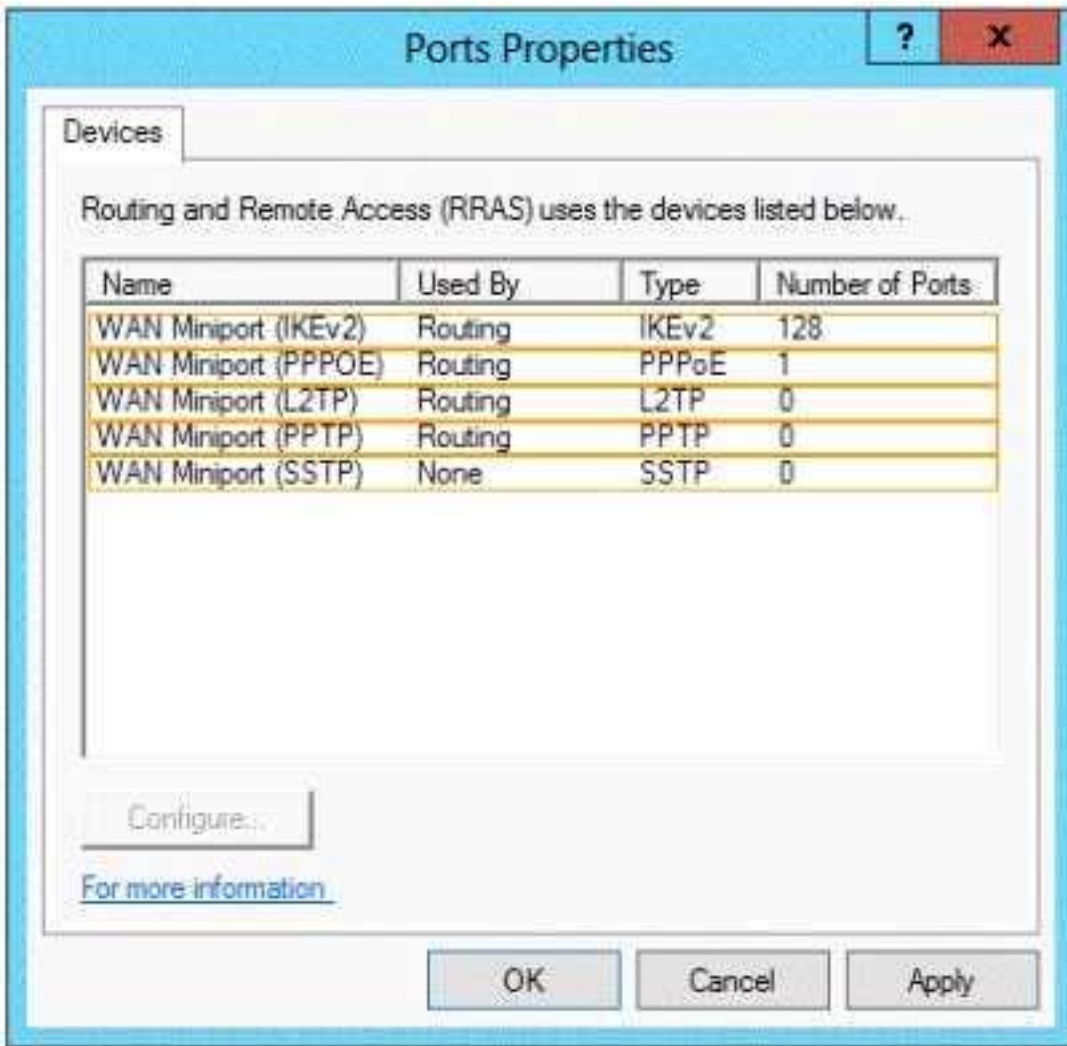 Ports Properties
? x
Devices
Routing and Remote Access (RRAS) uses the devices listed below.
Name Used By Type Number of Ports
WAN Miniport (IKEv2) Routing IKEv2 128
WAN Miniport (PPPOE) Routing PPPoE 1
WAN Miniport (L2TP) Routing L2TP 0
WAN Miniport (PPTP) Routing PPTP 0
WAN Miniport (SSTP) None SSTP 0
Configure...
For more information
OK Cancel Apply